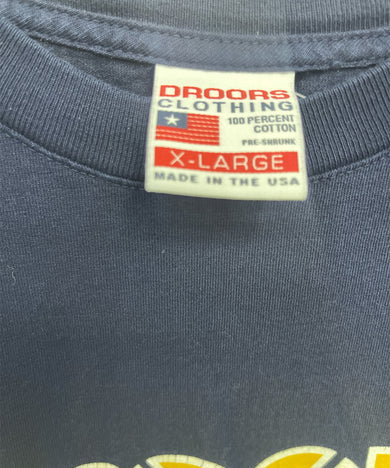 DROORS
CLOTHING
100 PERCENT
COTTON
PRE-SHRUNK
X-LARGE
MADE IN THE USA